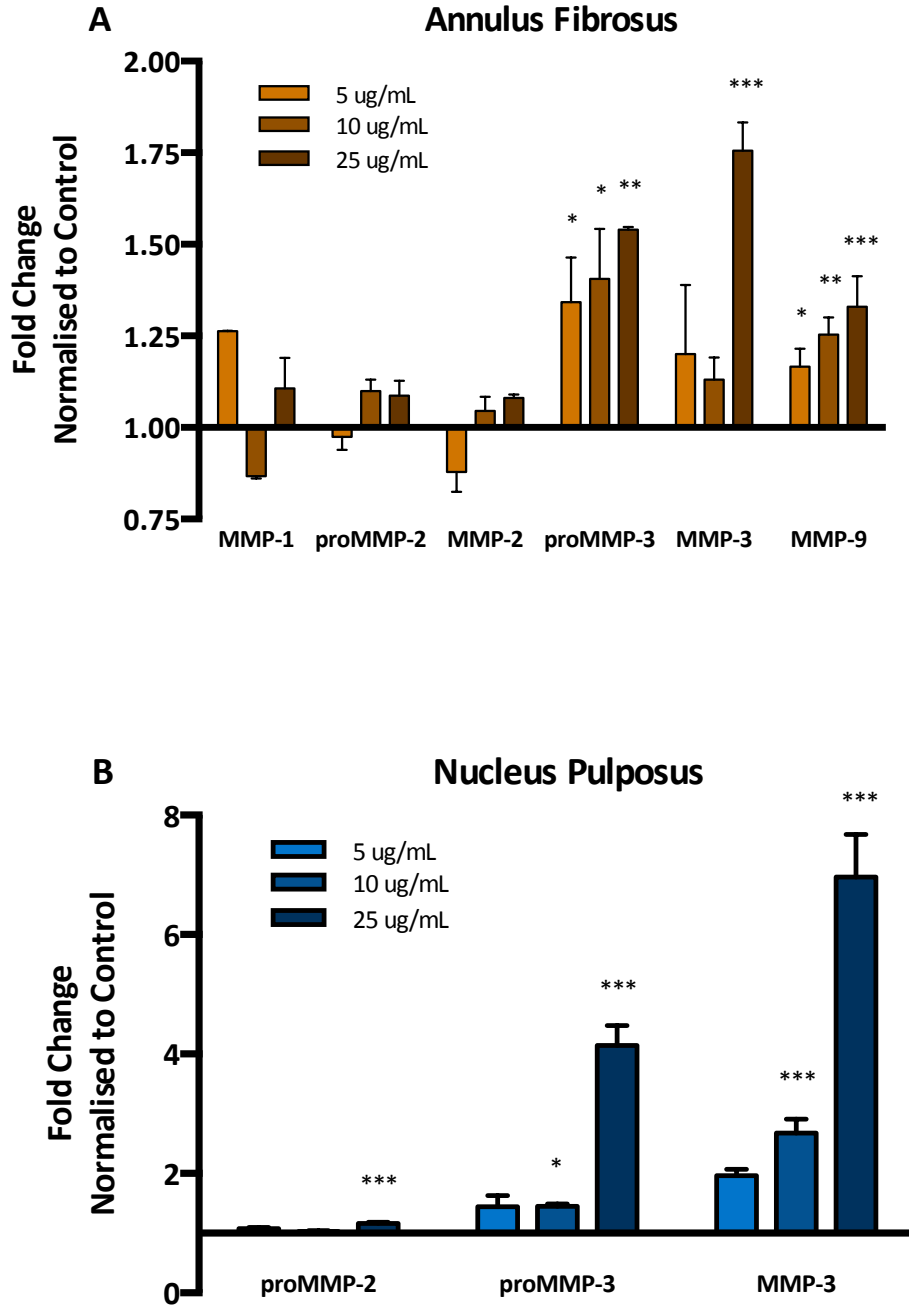 A Annulus Fibrosus
Fold Change
Normalised to Control
2.00
1.75
1.50
1.25
1.00
0.75
5 ug/mL
10 ug/mL
25 ug/mL
* * **
***
* ** ***
MMP-1 proMMP-2 MMP-2 proMMP-3 MMP-3 MMP-9
B Nucleus Pulposus
Fold Change
Normalised to Control
8
6
4
2
0
5 ug/mL
10 ug/mL
25 ug/mL
***
* ***
*** ***
proMMP-2 proMMP-3 MMP-3